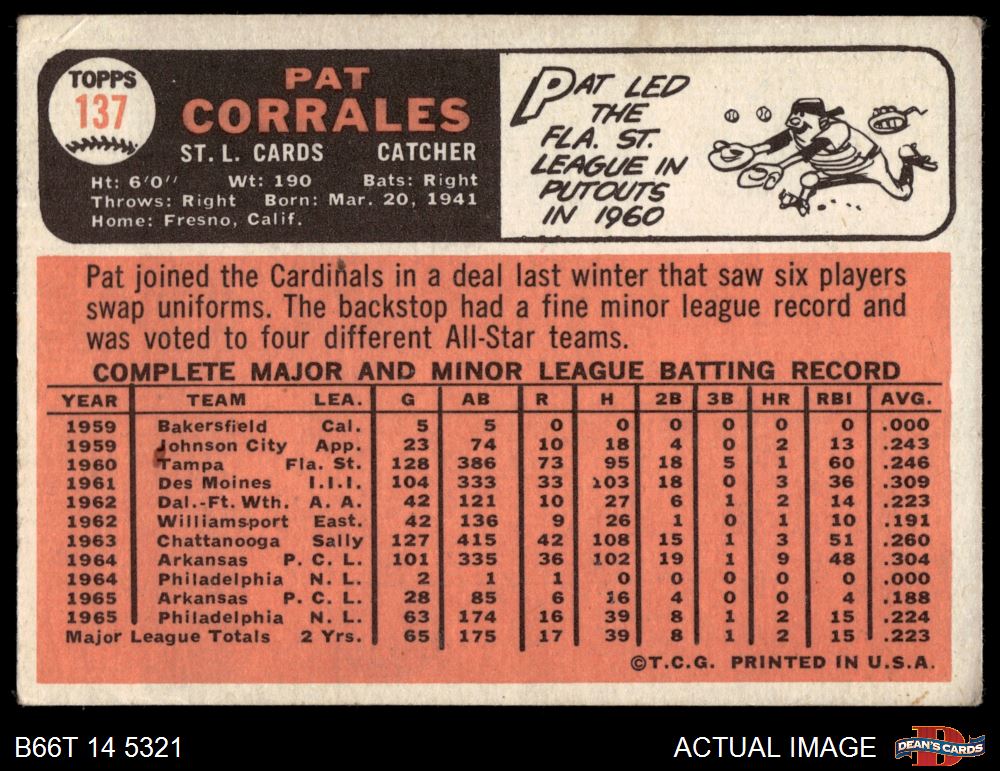 TOPPS
137
PAT
CORRALES
ST. L. CARDS CATCHER
Ht: 6'0" Wt: 190 Bats: Right
Throws: Right Born: Mar. 20, 1941
Home: Fresno, Calif.
PAT LED
THE
FLA. ST.
LEAGUE IN
PUTOUTS
IN 1960
Pat joined the Cardinals in a deal last winter that saw six players
swap uniforms. The backstop had a fine minor league record and
was voted to four different All-Star teams.
COMPLETE MAJOR AND MINOR LEAGUE BATTING RECORD
YEAR TEAM LEA. G AB R H 2B 3B HR RBI AVG.
1959 Bakersfield Cal. 5 5 0 0 0 0 0 0 .000
1959 Johnson City App. 23 74 10 18 4 0 2 13 .243
1960 Tampa Fla. St. 128 386 73 95 18 5 1 60 .246
1961 Des Moines I.I.I. 104 333 33 103 18 0 3 36 .309
1962 Dal.-Ft. Wth. A. A. 42 121 10 27 6 1 2 14 .223
1962 Williamsport East. 42 136 9 26 1 0 1 10 .191
1963 Chattanooga Sally 127 415 42 108 15 1 3 51 .260
1964 Arkansas P. C. L. 101 335 36 102 19 1 9 48 .304
1964 Philadelphia N. L. 2 1 1 0 0 0 0 0 .000
1965 Arkansas P. C. L. 28 85 6 16 4 0 0 4 .188
1965 Philadelphia N. L. 63 174 16 39 8 1 2 15 .224
Major League Totals 2 Yrs. 65 175 17 39 8 1 2 15 .223
©T.C.G. PRINTED IN U.S.A.
B66T 14 5321
ACTUAL IMAGE
DEAN'S CARDS